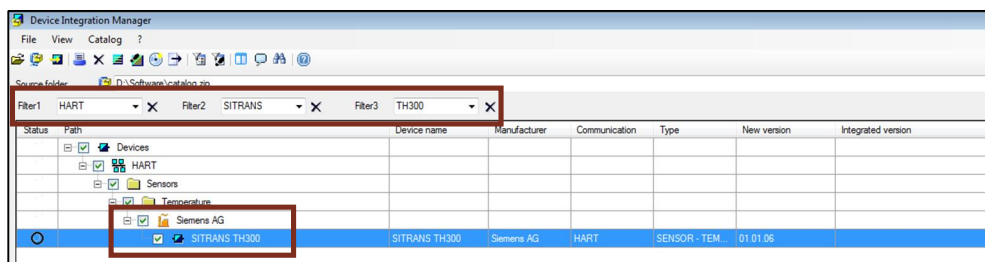 Device Integration Manager
File View Catalog ?
Source folder D:\Software\catalog.zip
Filter1 HART Filter2 SITRANS Filter3 TH300
Status Path Device name Manufacturer Communication Type New version Integrated version
Devices
HART
Sensors
Temperature
Siemens AG
SITRANS TH300 SITRANS TH300 Siemens AG HART SENSOR - TEM... 01.01.06